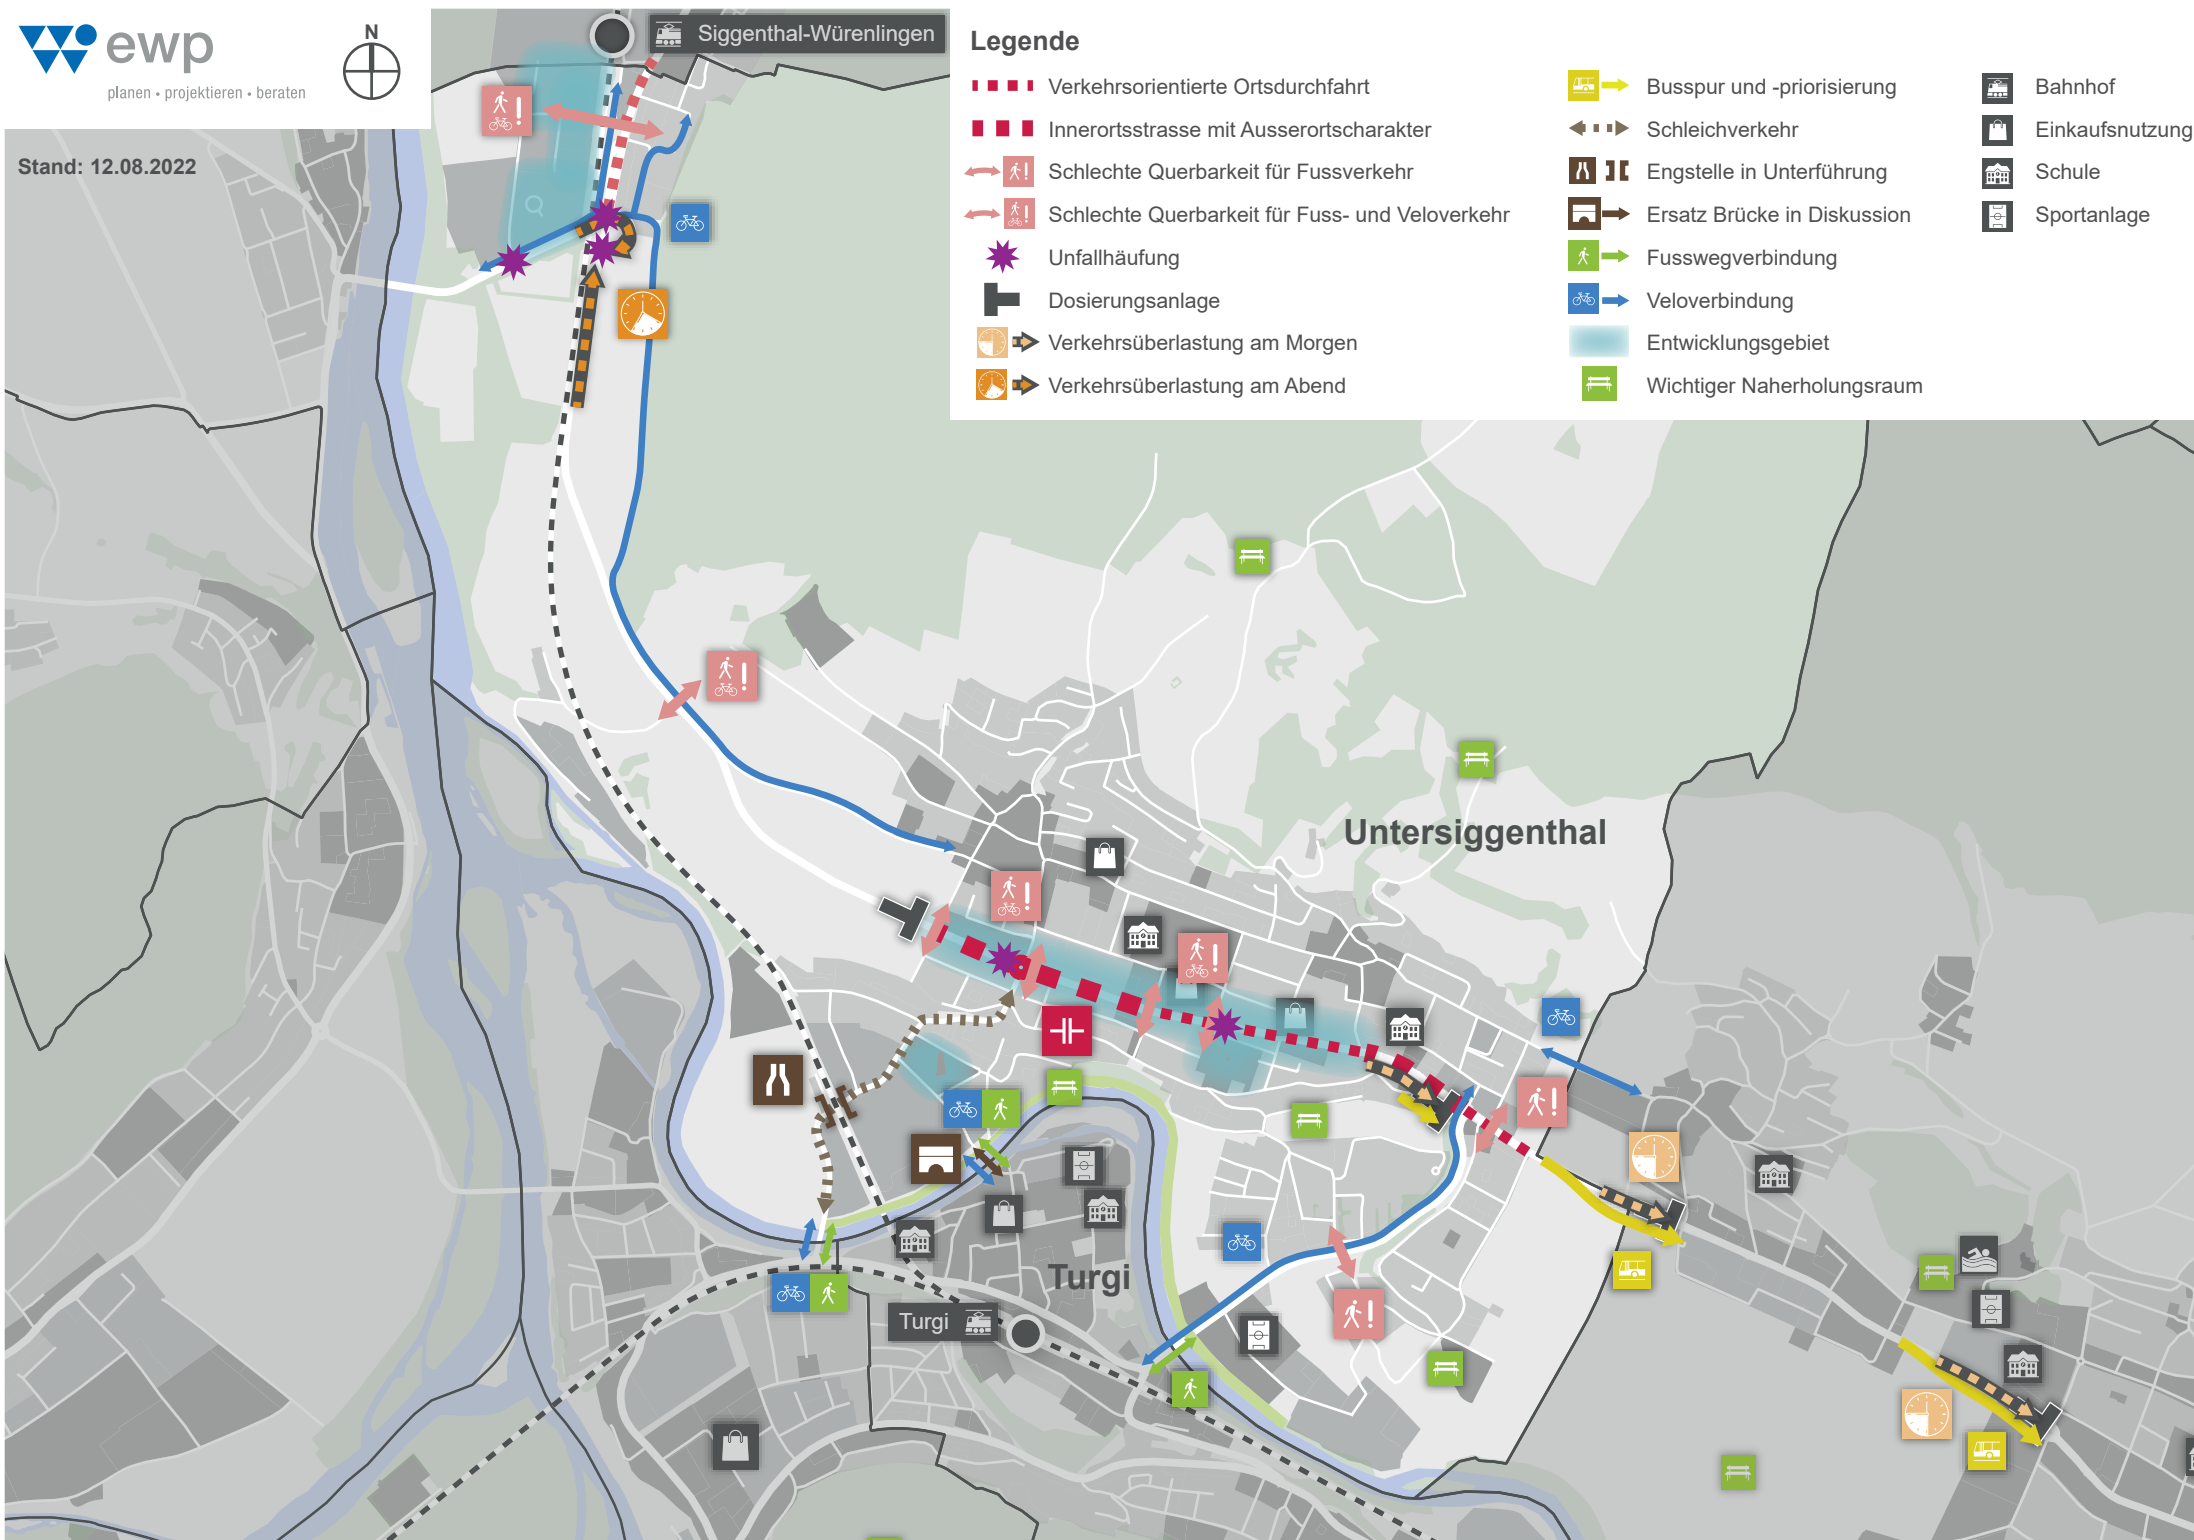 ewp
planen • projektieren • beraten
N
Siggenthal-Würenlingen
Stand: 12.08.2022
Legende
Verkehrsorientierte Ortsdurchfahrt
Innerortsstrasse mit Ausserortscharakter
Schlechte Querbarkeit für Fussverkehr
Schlechte Querbarkeit für Fuss- und Veloverkehr
Unfallhäufung
Dosierungsanlage
Verkehrsüberlastung am Morgen
Verkehrsüberlastung am Abend
Busspur und -priorisierung
Schleichverkehr
Engstelle in Unterführung
Ersatz Brücke in Diskussion
Fusswegverbindung
Veloverbindung
Entwicklungsgebiet
Wichtiger Naherholungsraum
Bahnhof
Einkaufsnutzung
Schule
Sportanlage
Untersiggenthal
Turgi
Turgi